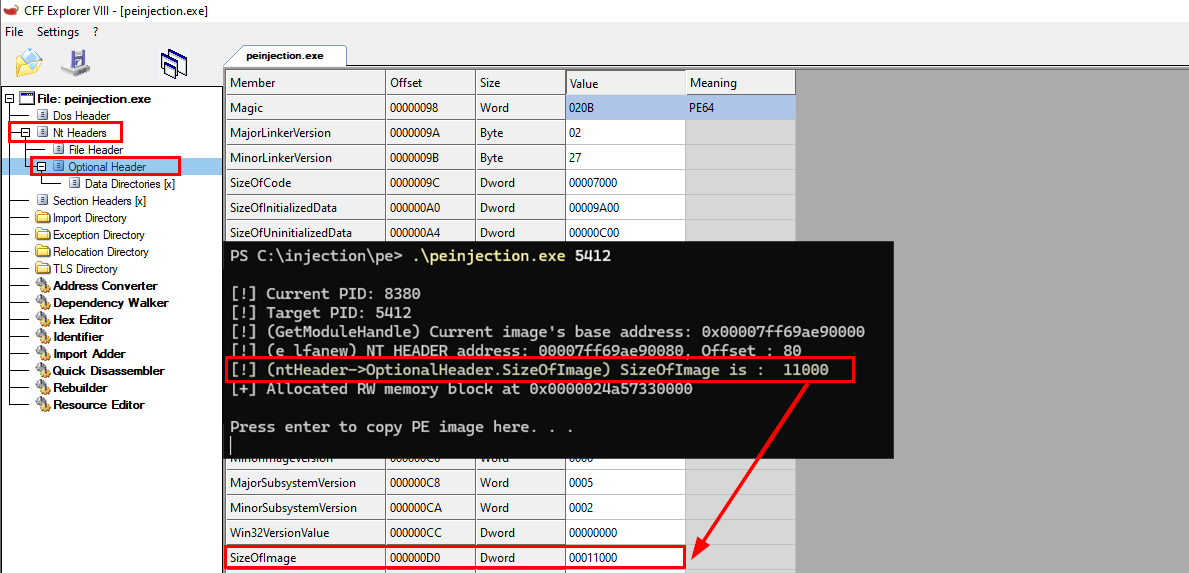 CFF Explorer VIII - [peinjection.exe]
File Settings ?
peinjection.exe
File: peinjection.exe
Dos Header
Nt Headers
File Header
Optional Header
Data Directories [x]
Section Headers [x]
Import Directory
Exception Directory
Relocation Directory
TLS Directory
Address Converter
Dependency Walker
Hex Editor
Identifier
Import Adder
Quick Disassembler
Rebuilder
Resource Editor
Member Offset Size Value Meaning
Magic 00000098 Word 020B PE64
MajorLinkerVersion 0000009A Byte 02
MinorLinkerVersion 0000009B Byte 27
SizeOfCode 0000009C Dword 00007000
SizeOfInitializedData 000000A0 Dword 00009A00
SizeOfUninitializedData 000000A4 Dword 00000C00
PS C:\injection\pe> .\peinjection.exe 5412
[!] Current PID: 8380
[!] Target PID: 5412
[!] (GetModuleHandle) Current image's base address: 0x00007ff69ae90000
[!] (e_lfanew) NT HEADER address: 00007ff69ae90080, Offset : 80
[!] (ntHeader->OptionalHeader.SizeOfImage) SizeOfImage is : 11000
[+] Allocated RW memory block at 0x0000024a57330000
Press enter to copy PE image here. . .
MinorImageVersion 000000C6 Word 0000
MajorSubsystemVersion 000000C8 Word 0005
MinorSubsystemVersion 000000CA Word 0002
Win32VersionValue 000000CC Dword 00000000
SizeOfImage 000000D0 Dword 00011000